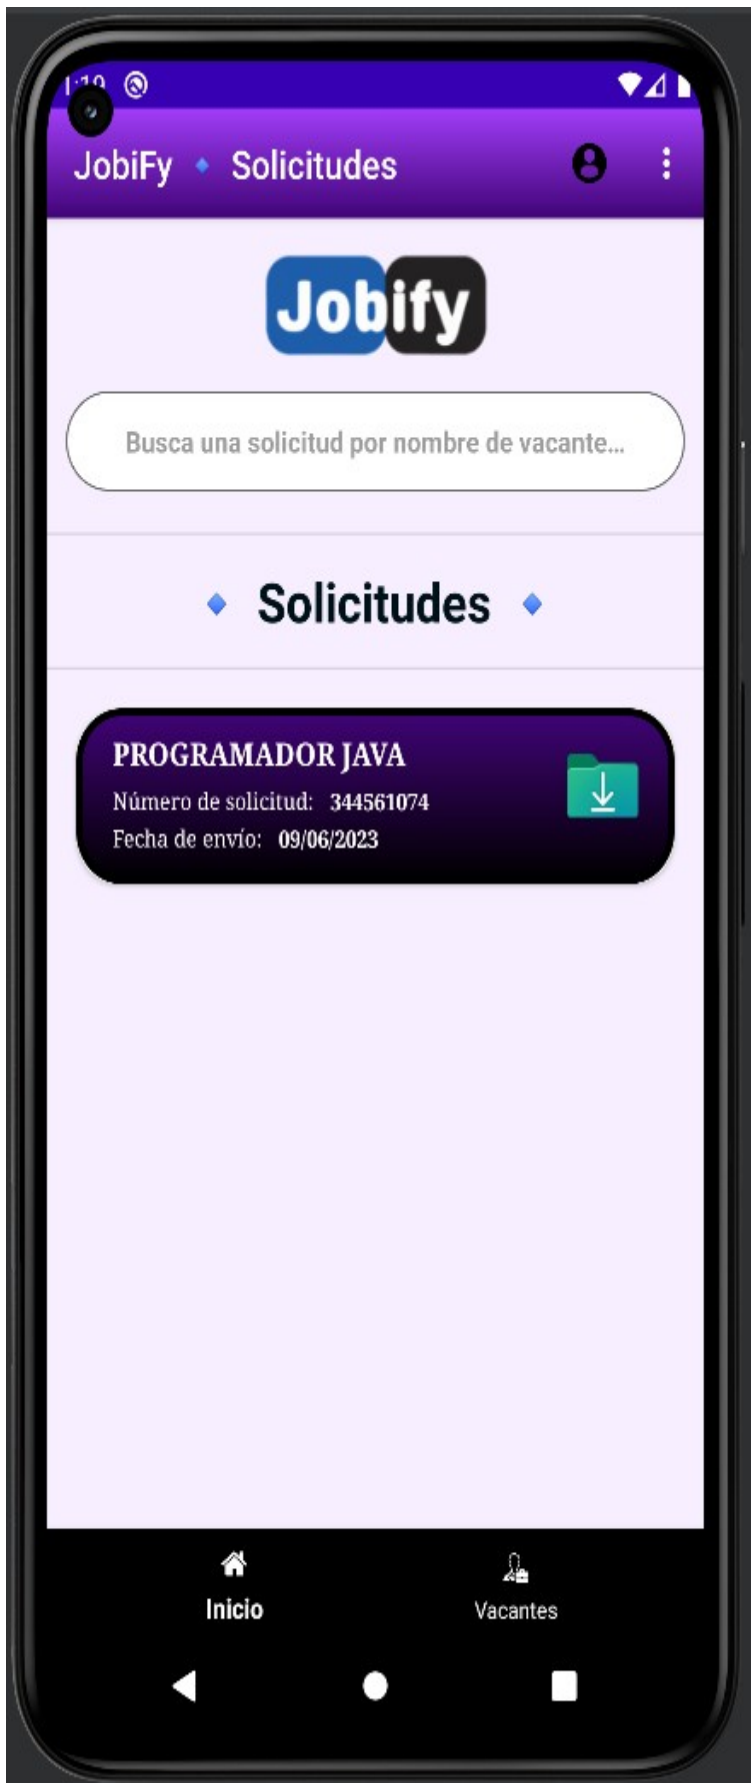 JobiFy 🔹 Solicitudes
Jobify
Busca una solicitud por nombre de vacante...
🔹 Solicitudes 🔹
PROGRAMADOR JAVA
Número de solicitud: 344561074
Fecha de envío: 09/06/2023
Inicio
Vacantes